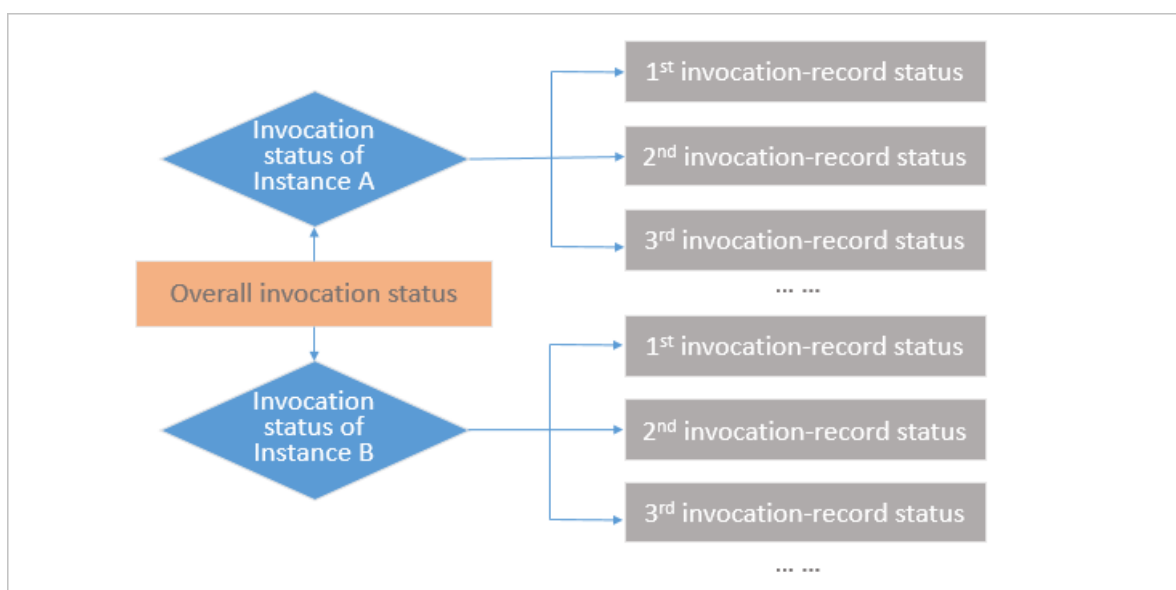 1st invocation-record status
Invocation
status of
Instance A
2nd invocation-record status
3rd invocation-record status
... ...
Overall invocation status
1st invocation-record status
Invocation
status of
Instance B
2nd invocation-record status
3rd invocation-record status
... ...